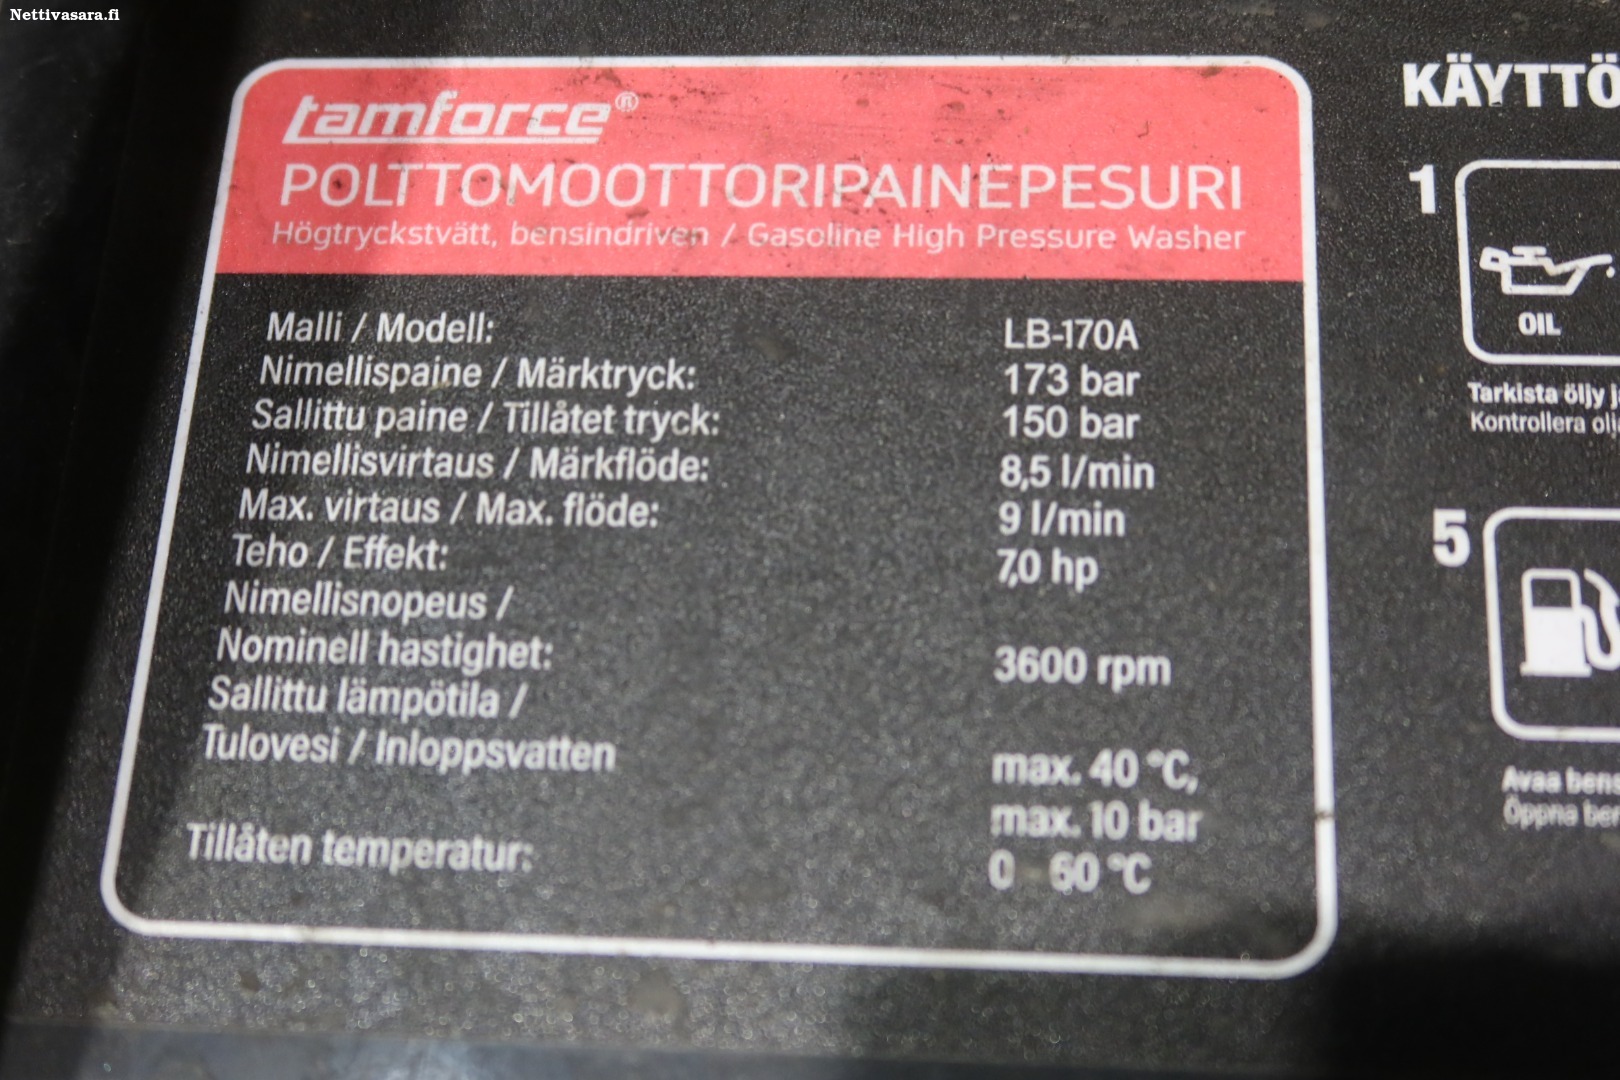 Nettivasara.fi
tamforce®
POLTTOMOOTTORIPAINEPESURI
Högtryckstvätt, bensindriven / Gasoline High Pressure Washer
Malli / Modell: LB-170A
Nimellispaine / Märktryck: 173 bar
Sallittu paine / Tillåtet tryck: 150 bar
Nimellisvirtaus / Märkflöde: 8,5 l/min
Max. virtaus / Max. flöde: 9 l/min
Teho / Effekt: 7,0 hp
Nimellisnopeus /
Nominell hastighet: 3600 rpm
Sallittu lämpötila /
Tulovesi / Inloppsvatten max. 40 °C,
max. 10 bar
Tillåten temperatur: 0 - 60 °C
KÄYTTÖ
1
OIL
Tarkista öljy
Kontrollera
5
Avaa
Öppna